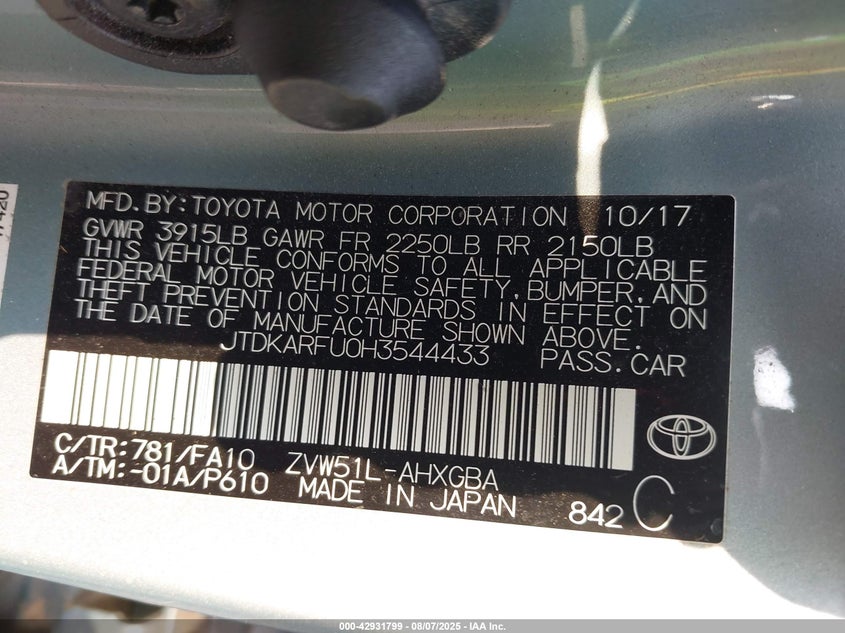 17420
MFD.BY:TOYOTA MOTOR CORPORATION 10/17
GVWR 3915LB GAWR FR 2250LB RR 2150LB
THIS VEHICLE CONFORMS TO ALL APPLICABLE
FEDERAL MOTOR VEHICLE SAFETY,BUMPER,AND
THEFT PREVENTION STANDARDS IN EFFECT ON
THE DATE OF MANUFACTURE SHOWN ABOVE.
JTDKARFU0H3544433 PASS.CAR
C/TR:781/FA10 ZVW51L-AHXGBA
A/TM:-01A/P610 MADE IN JAPAN
842 C
000-42931799 - 08/07/2025 - IAA Inc.